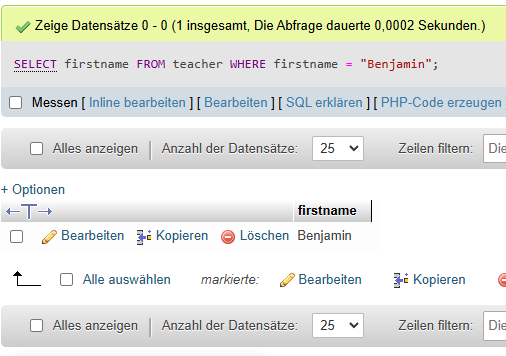 Zeige Datensätze 0 - 0 (1 insgesamt, Die Abfrage dauerte 0,0002 Sekunden.)
SELECT firstname FROM teacher WHERE firstname = "Benjamin";
Messen [ Inline bearbeiten ] [ Bearbeiten ] [ SQL erklären ] [ PHP-Code erzeugen
Alles anzeigen Anzahl der Datensätze: 25 Zeilen filtern: Die
+ Optionen
firstname
Bearbeiten Kopieren Löschen Benjamin
Alle auswählen markierte: Bearbeiten Kopieren
Alles anzeigen Anzahl der Datensätze: 25 Zeilen filtern: Die